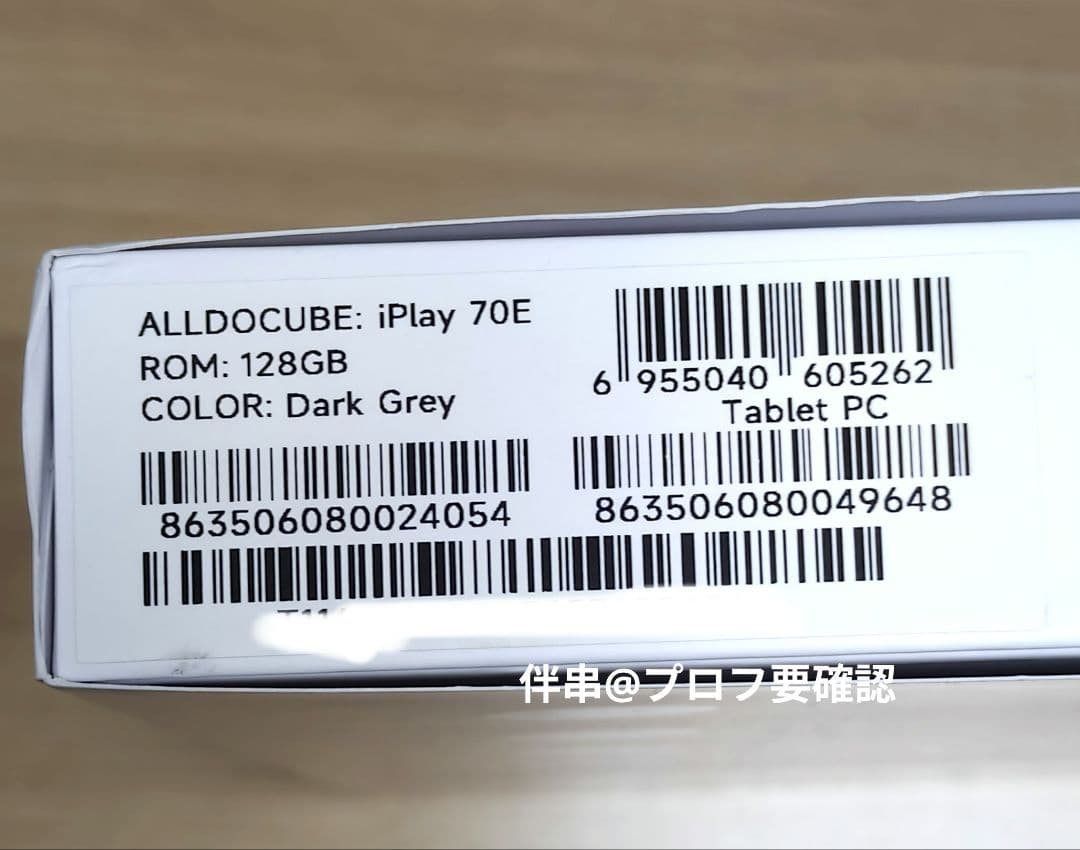 ALLDOCUBE: iPlay 70E
ROM: 128GB
COLOR: Dark Grey
6 955040 605262
Tablet PC
863506080024054
863506080049648
伴串@プロフ要確認